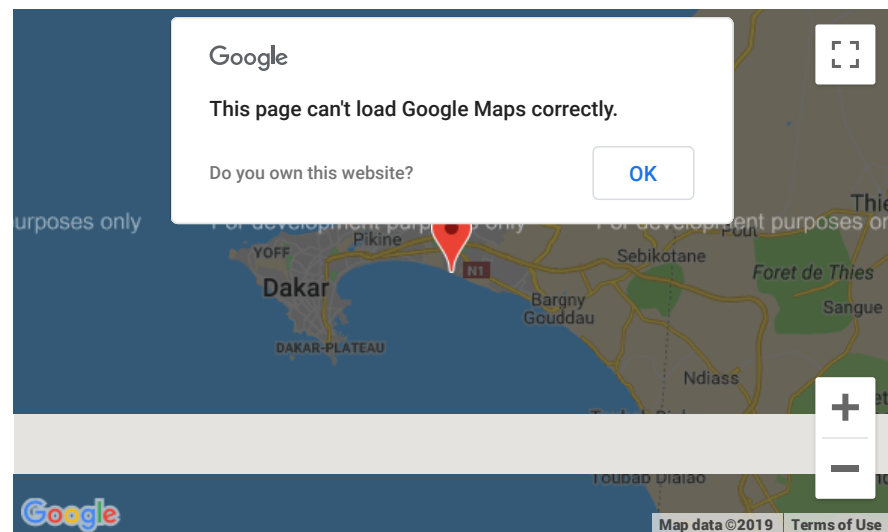 Google
This page can't load Google Maps correctly.
Do you own this website?
OK
urposes only
For development purposes only
For development purposes or
Thie
Pout
Pikine
YOFF
Sebikotane
N1
Foret de Thies
Dakar
Bargny
Gouddau
Sangue
DAKAR-PLATEAU
Ndiass
Toubab Dialao
Google
Map data ©2019
Terms of Use